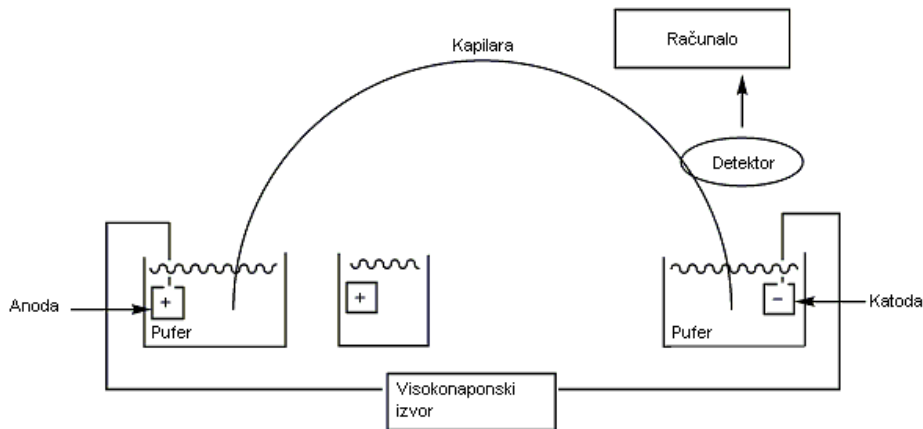 Kapilara
Računalo
Detektor
Anoda
+
Pufer
+
Pufer
−
Katoda
Visokonaponski
izvor